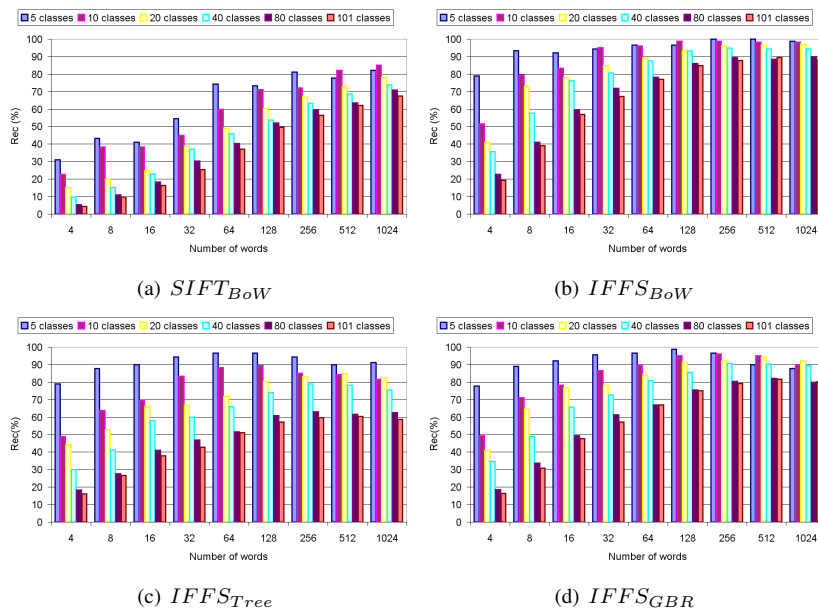 5 classes 10 classes 20 classes 40 classes 80 classes 101 classes
100
90
80
70
60
50
40
30
20
10
0
Rec (%)
4 8 16 32 64 128 256 512 1024
Number of words
(a) SIFT_BoW
5 classes 10 classes 20 classes 40 classes 80 classes 101 classes
100
90
80
70
60
50
40
30
20
10
0
Rec (%)
4 8 16 32 64 128 256 512 1024
Number of words
(b) IFFS_BoW
5 classes 10 classes 20 classes 40 classes 80 classes 101 classes
100
90
80
70
60
50
40
30
20
10
0
Rec(%)
4 8 16 32 64 128 256 512 1024
Number of words
(c) IFFS_Tree
5 classes 10 classes 20 classes 40 classes 80 classes 101 classes
100
90
80
70
60
50
40
30
20
10
0
Rec(%)
4 8 16 32 64 128 256 512 1024
Number of words
(d) IFFS_GBR